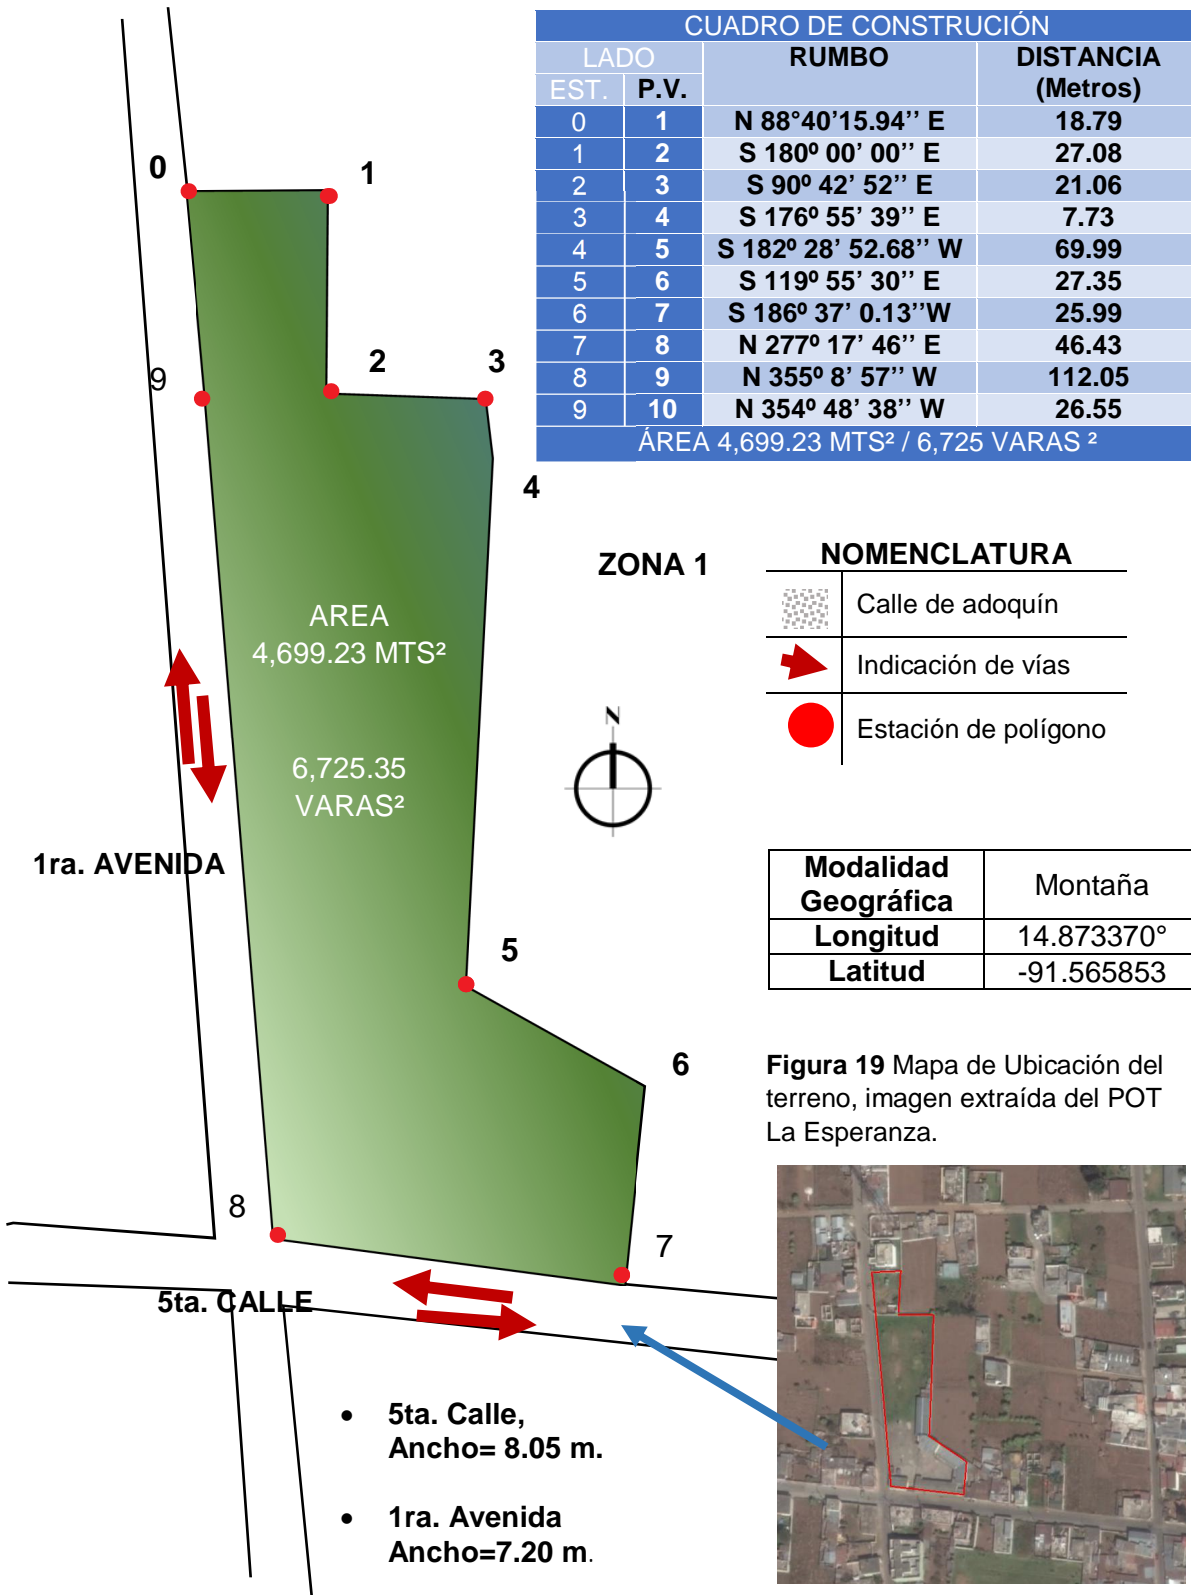 CUADRO DE CONSTRUCIÓN
LADO RUMBO DISTANCIA
EST. P.V. (Metros)
0 1 N 88°40’15.94’’ E 18.79
1 2 S 180º 00’ 00’’ E 27.08
2 3 S 90º 42’ 52’’ E 21.06
3 4 S 176º 55’ 39’’ E 7.73
4 5 S 182º 28’ 52.68’’ W 69.99
5 6 S 119º 55’ 30’’ E 27.35
6 7 S 186º 37’ 0.13’’W 25.99
7 8 N 277º 17’ 46’’ E 46.43
8 9 N 355º 8’ 57’’ W 112.05
9 10 N 354º 48’ 38’’ W 26.55
ÁREA 4,699.23 MTS² / 6,725 VARAS ²
0
1
9
2
3
4
ZONA 1
NOMENCLATURA
Calle de adoquín
Indicación de vías
Estación de polígono
AREA
4,699.23 MTS²
6,725.35
VARAS²
N
1ra. AVENIDA
Modalidad
Geográfica
Montaña
Longitud 14.873370°
Latitud -91.565853
5
6
Figura 19 Mapa de Ubicación del
terreno, imagen extraída del POT
La Esperanza.
8
7
5ta. CALLE
• 5ta. Calle,
Ancho= 8.05 m.
• 1ra. Avenida
Ancho=7.20 m.